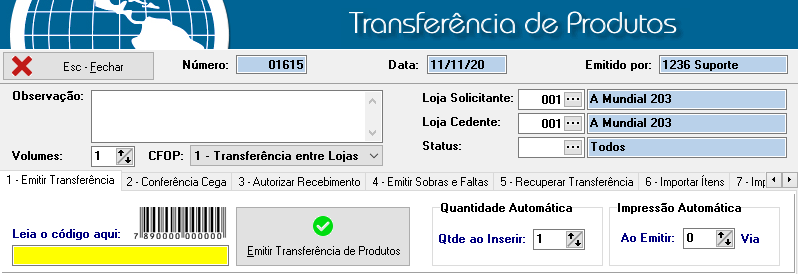 Transferência de Produtos
Esc - Fechar Número: 01615 Data: 11/11/20 Emitido por: 1236 Suporte
Observação: Loja Solicitante: 001 ... A Mundial 203
Loja Cedente: 001 ... A Mundial 203
Volumes: 1 CFOP: 1 - Transferência entre Lojas Status: ... Todos
1 - Emitir Transferência 2 - Conferência Cega 3 - Autorizar Recebimento 4 - Emitir Sobras e Faltas 5 - Recuperar Transferência 6 - Importar Ítens 7 - Imp
Quantidade Automática Impressão Automática
Leia o código aqui: 7 890000 000000 Emitir Transferência de Produtos Qtde ao Inserir: 1 Ao Emitir: 0 Via